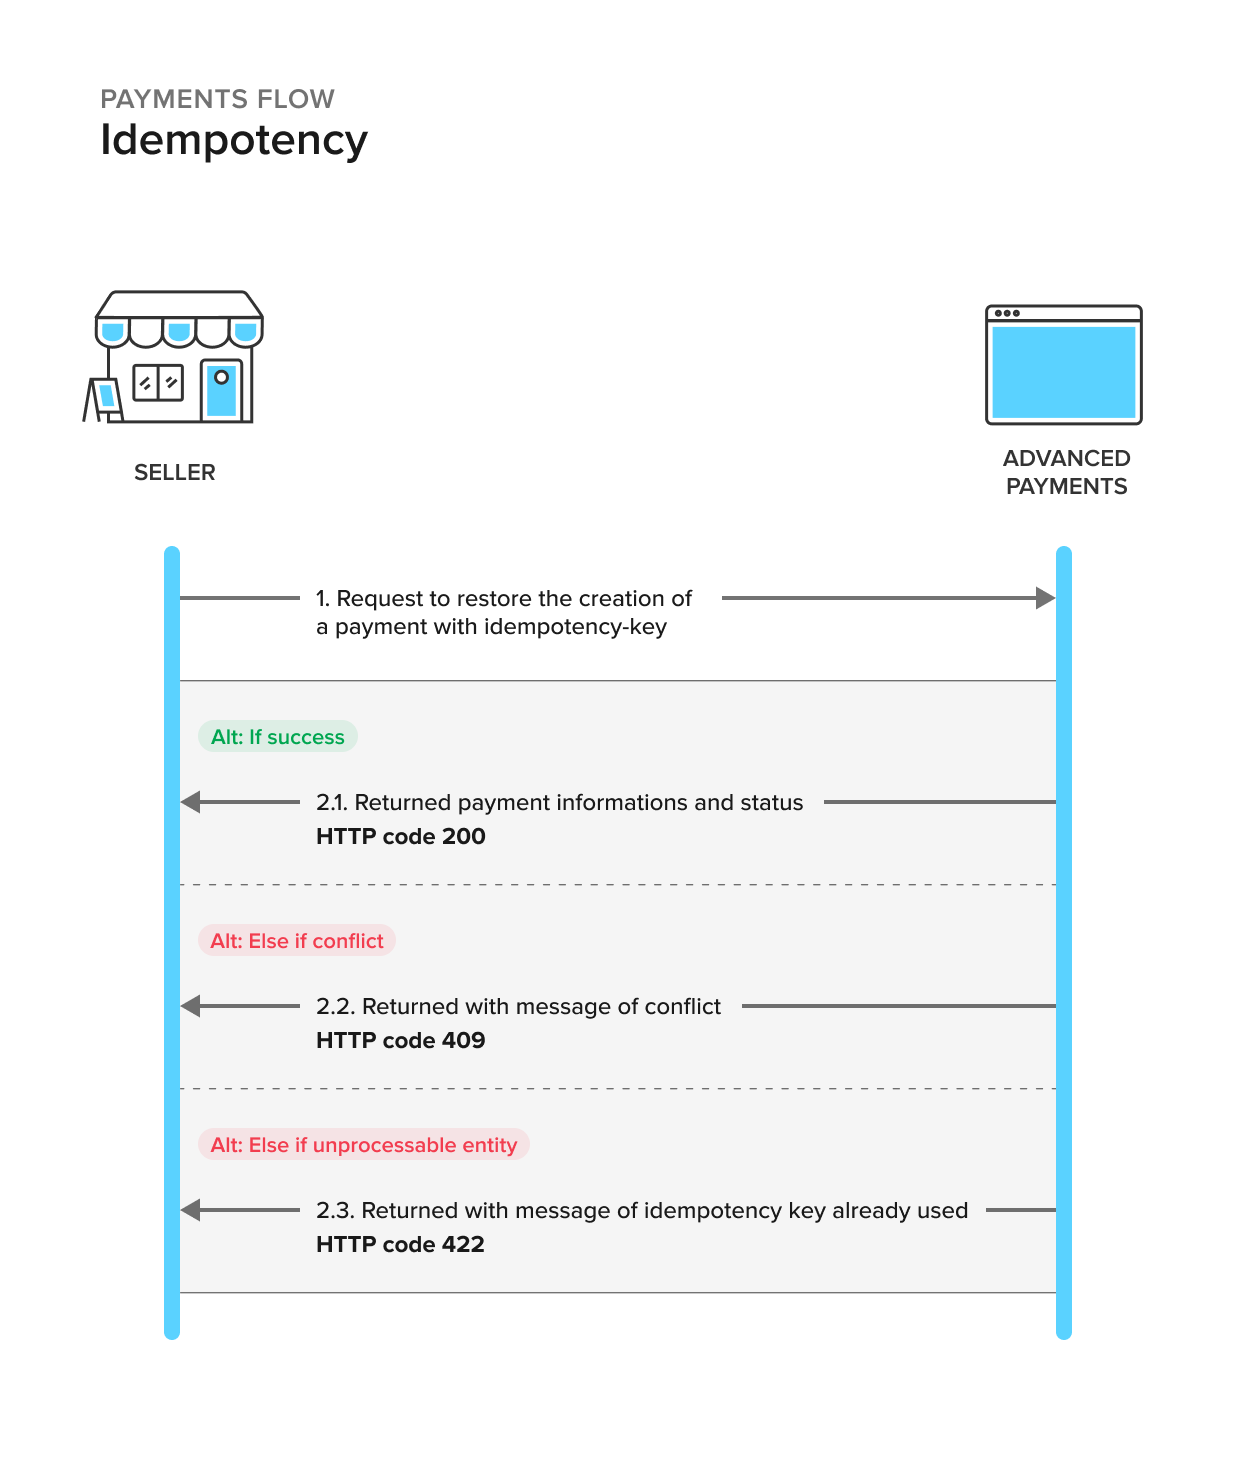 PAYMENTS FLOW
Idempotency
SELLER
ADVANCED
PAYMENTS
1. Request to restore the creation of
a payment with idempotency-key
Alt: If success
2.1. Returned payment informations and status
HTTP code 200
Alt: Else if conflict
2.2. Returned with message of conflict
HTTP code 409
Alt: Else if unprocessable entity
2.3. Returned with message of idempotency key already used
HTTP code 422